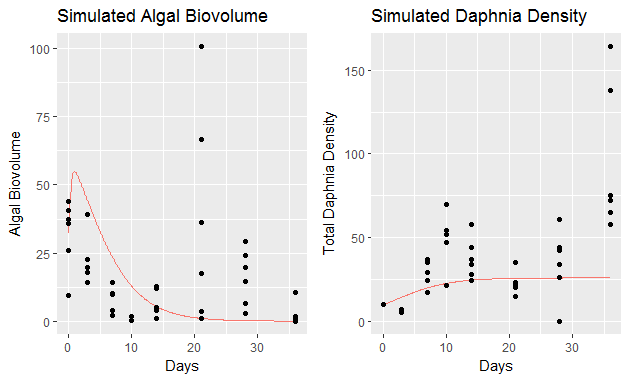 Simulated Algal Biovolume
Algal Biovolume
100
75
50
25
0
0 10 20 30
Days
Simulated Daphnia Density
Total Daphnia Density
150
100
50
0
0 10 20 30
Days